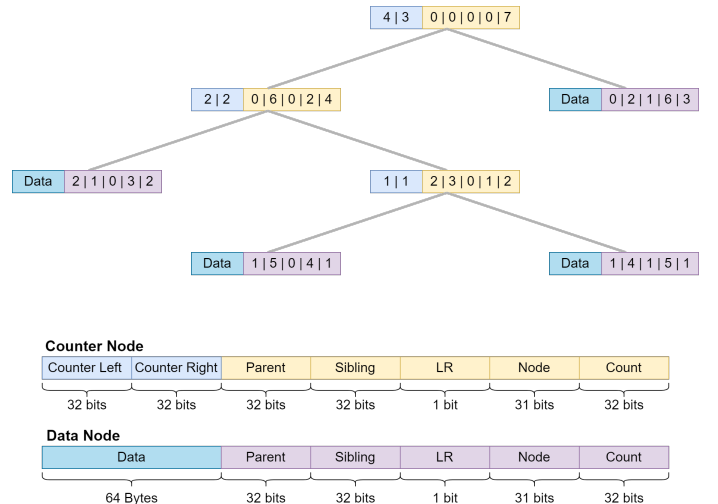 4 | 3 0 | 0 | 0 | 0 | 7
2 | 2 0 | 6 | 0 | 2 | 4 Data 0 | 2 | 1 | 6 | 3
Data 2 | 1 | 0 | 3 | 2 1 | 1 2 | 3 | 0 | 1 | 2
Data 1 | 5 | 0 | 4 | 1 Data 1 | 4 | 1 | 5 | 1
Counter Node
Counter Left Counter Right Parent Sibling LR Node Count
32 bits 32 bits 32 bits 32 bits 1 bit 31 bits 32 bits
Data Node
Data Parent Sibling LR Node Count
64 Bytes 32 bits 32 bits 1 bit 31 bits 32 bits